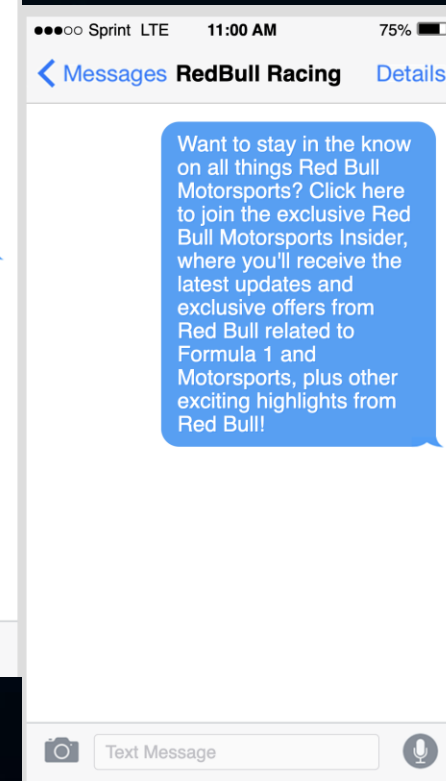 Sprint LTE 11:00 AM 75%
Messages RedBull Racing Details
Want to stay in the know
on all things Red Bull
Motorsports? Click here
to join the exclusive Red
Bull Motorsports Insider,
where you'll receive the
latest updates and
exclusive offers from
Red Bull related to
Formula 1 and
Motorsports, plus other
exciting highlights from
Red Bull!
Text Message